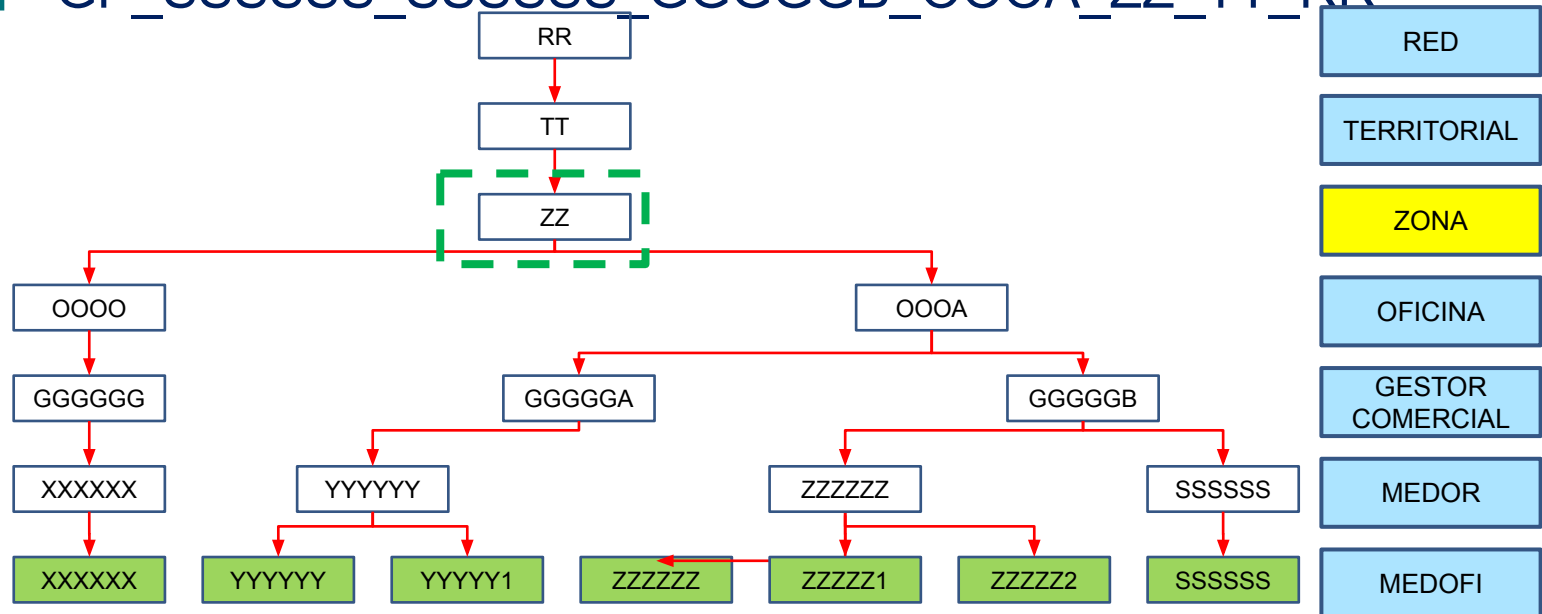 GF_SSSSSS_SSSSSS_GGGGGB_OOOA_ZZ_TT_RR
RR
RED
TT
TERRITORIAL
ZZ
ZONA
OOOO
OOOA
OFICINA
GGGGGG
GGGGGA
GGGGGB
GESTOR
COMERCIAL
XXXXXX
YYYYYY
ZZZZZZ
SSSSSS
MEDOR
XXXXXX
YYYYYY
YYYYY1
ZZZZZZ
ZZZZZ1
ZZZZZ2
SSSSSS
MEDOFI